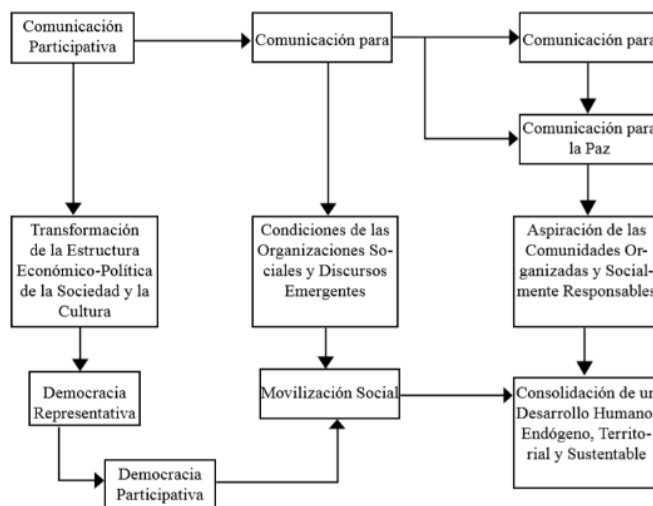 Comunicación
Participativa
Comunicación para
Comunicación para
Comunicación para
la Paz
Transformación
de la Estructura
Económico-Política
de la Sociedad y la
Cultura
Condiciones de las
Organizaciones So-
ciales y Discursos
Emergentes
Aspiración de las
Comunidades Or-
ganizadas y Social-
mente Responsables
Democracia
Representativa
Movilización Social
Consolidación de un
Desarrollo Humano
Endógeno, Territo-
rial y Sustentable
Democracia
Participativa